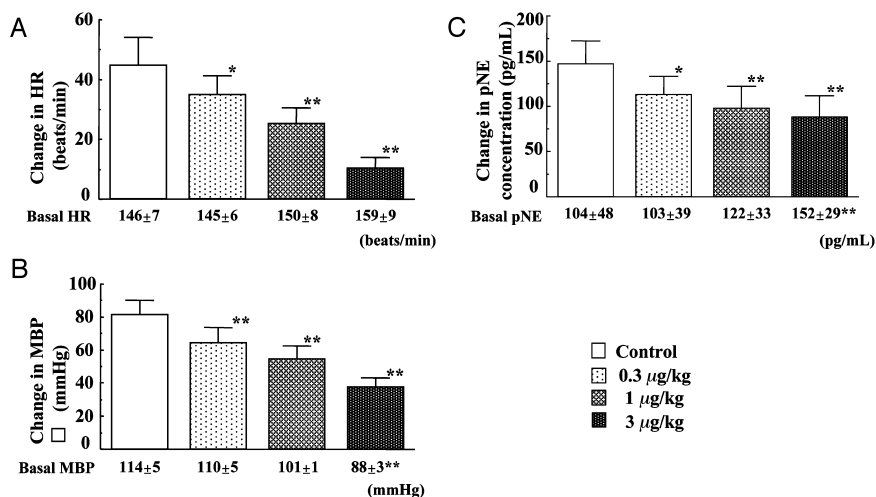 A
Change in HR
(beats/min)
60
40
20
0
*
**
**
Basal HR 146±7 145±6 150±8 159±9
(beats/min)
B
Change in MBP
(mmHg)
100
80
60
40
20
0
**
**
**
Basal MBP 114±5 110±5 101±1 88±3**
(mmHg)
C
Change in pNE
concentration (pg/mL)
200
150
100
50
0
*
**
**
Basal pNE 104±48 103±39 122±33 152±29**
(pg/mL)
Control
0.3 μg/kg
1 μg/kg
3 μg/kg